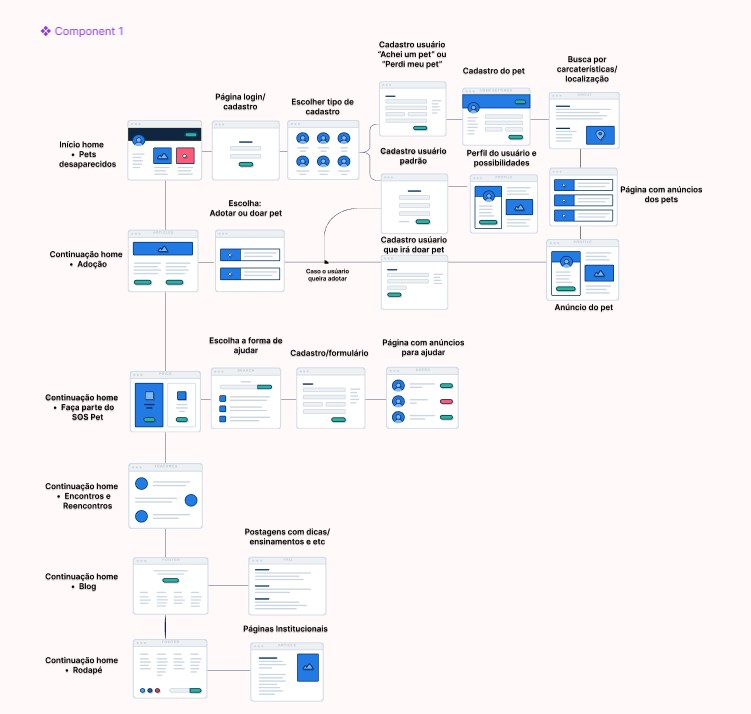 Component 1
Cadastro usuário
"Achei um pet" ou
"Perdi meu pet"
Cadastro do pet
Busca por
carcaterísticas/
localização
Página login/
cadastro
Escolher tipo de
cadastro
Início home
• Pets
desaparecidos
Cadastro usuário
padrão
Perfil do usuário e
possibilidades
Página com anúncios
dos pets
Escolha:
Adotar ou doar pet
Continuação home
• Adoção
Caso o usúario
queira adotar
Cadastro usúario
que irá doar pet
Anúncio do pet
Escolha a forma de
ajudar
Cadastro/formulário
Página com anúncios
para ajudar
Continuação home
• Faça parte do
SOS Pet
Continuação home
• Encontros e
Reencontros
Postagens com dicas/
ensinamentos e etc
Continuação home
• Blog
Páginas Institucionais
Continuação home
• Rodapé